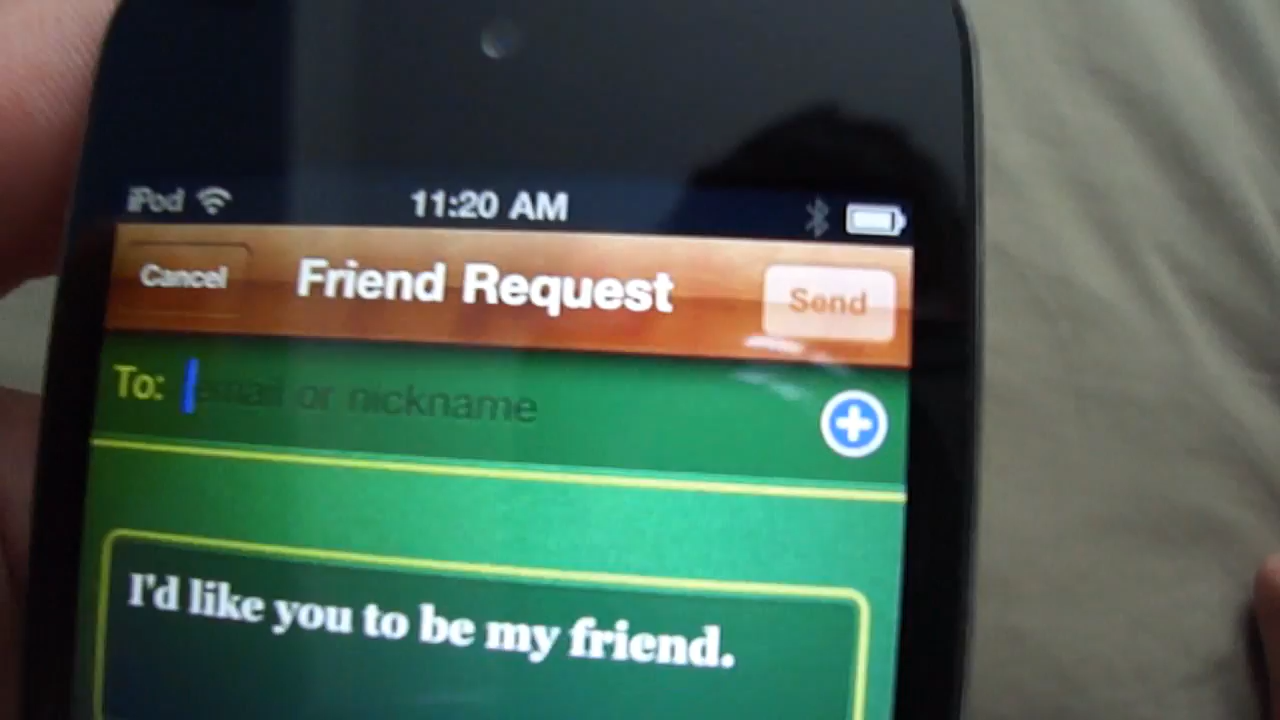 iPod 11:20 AM
Cancel Friend Request Send
To: email or nickname
I'd like you to be my friend.